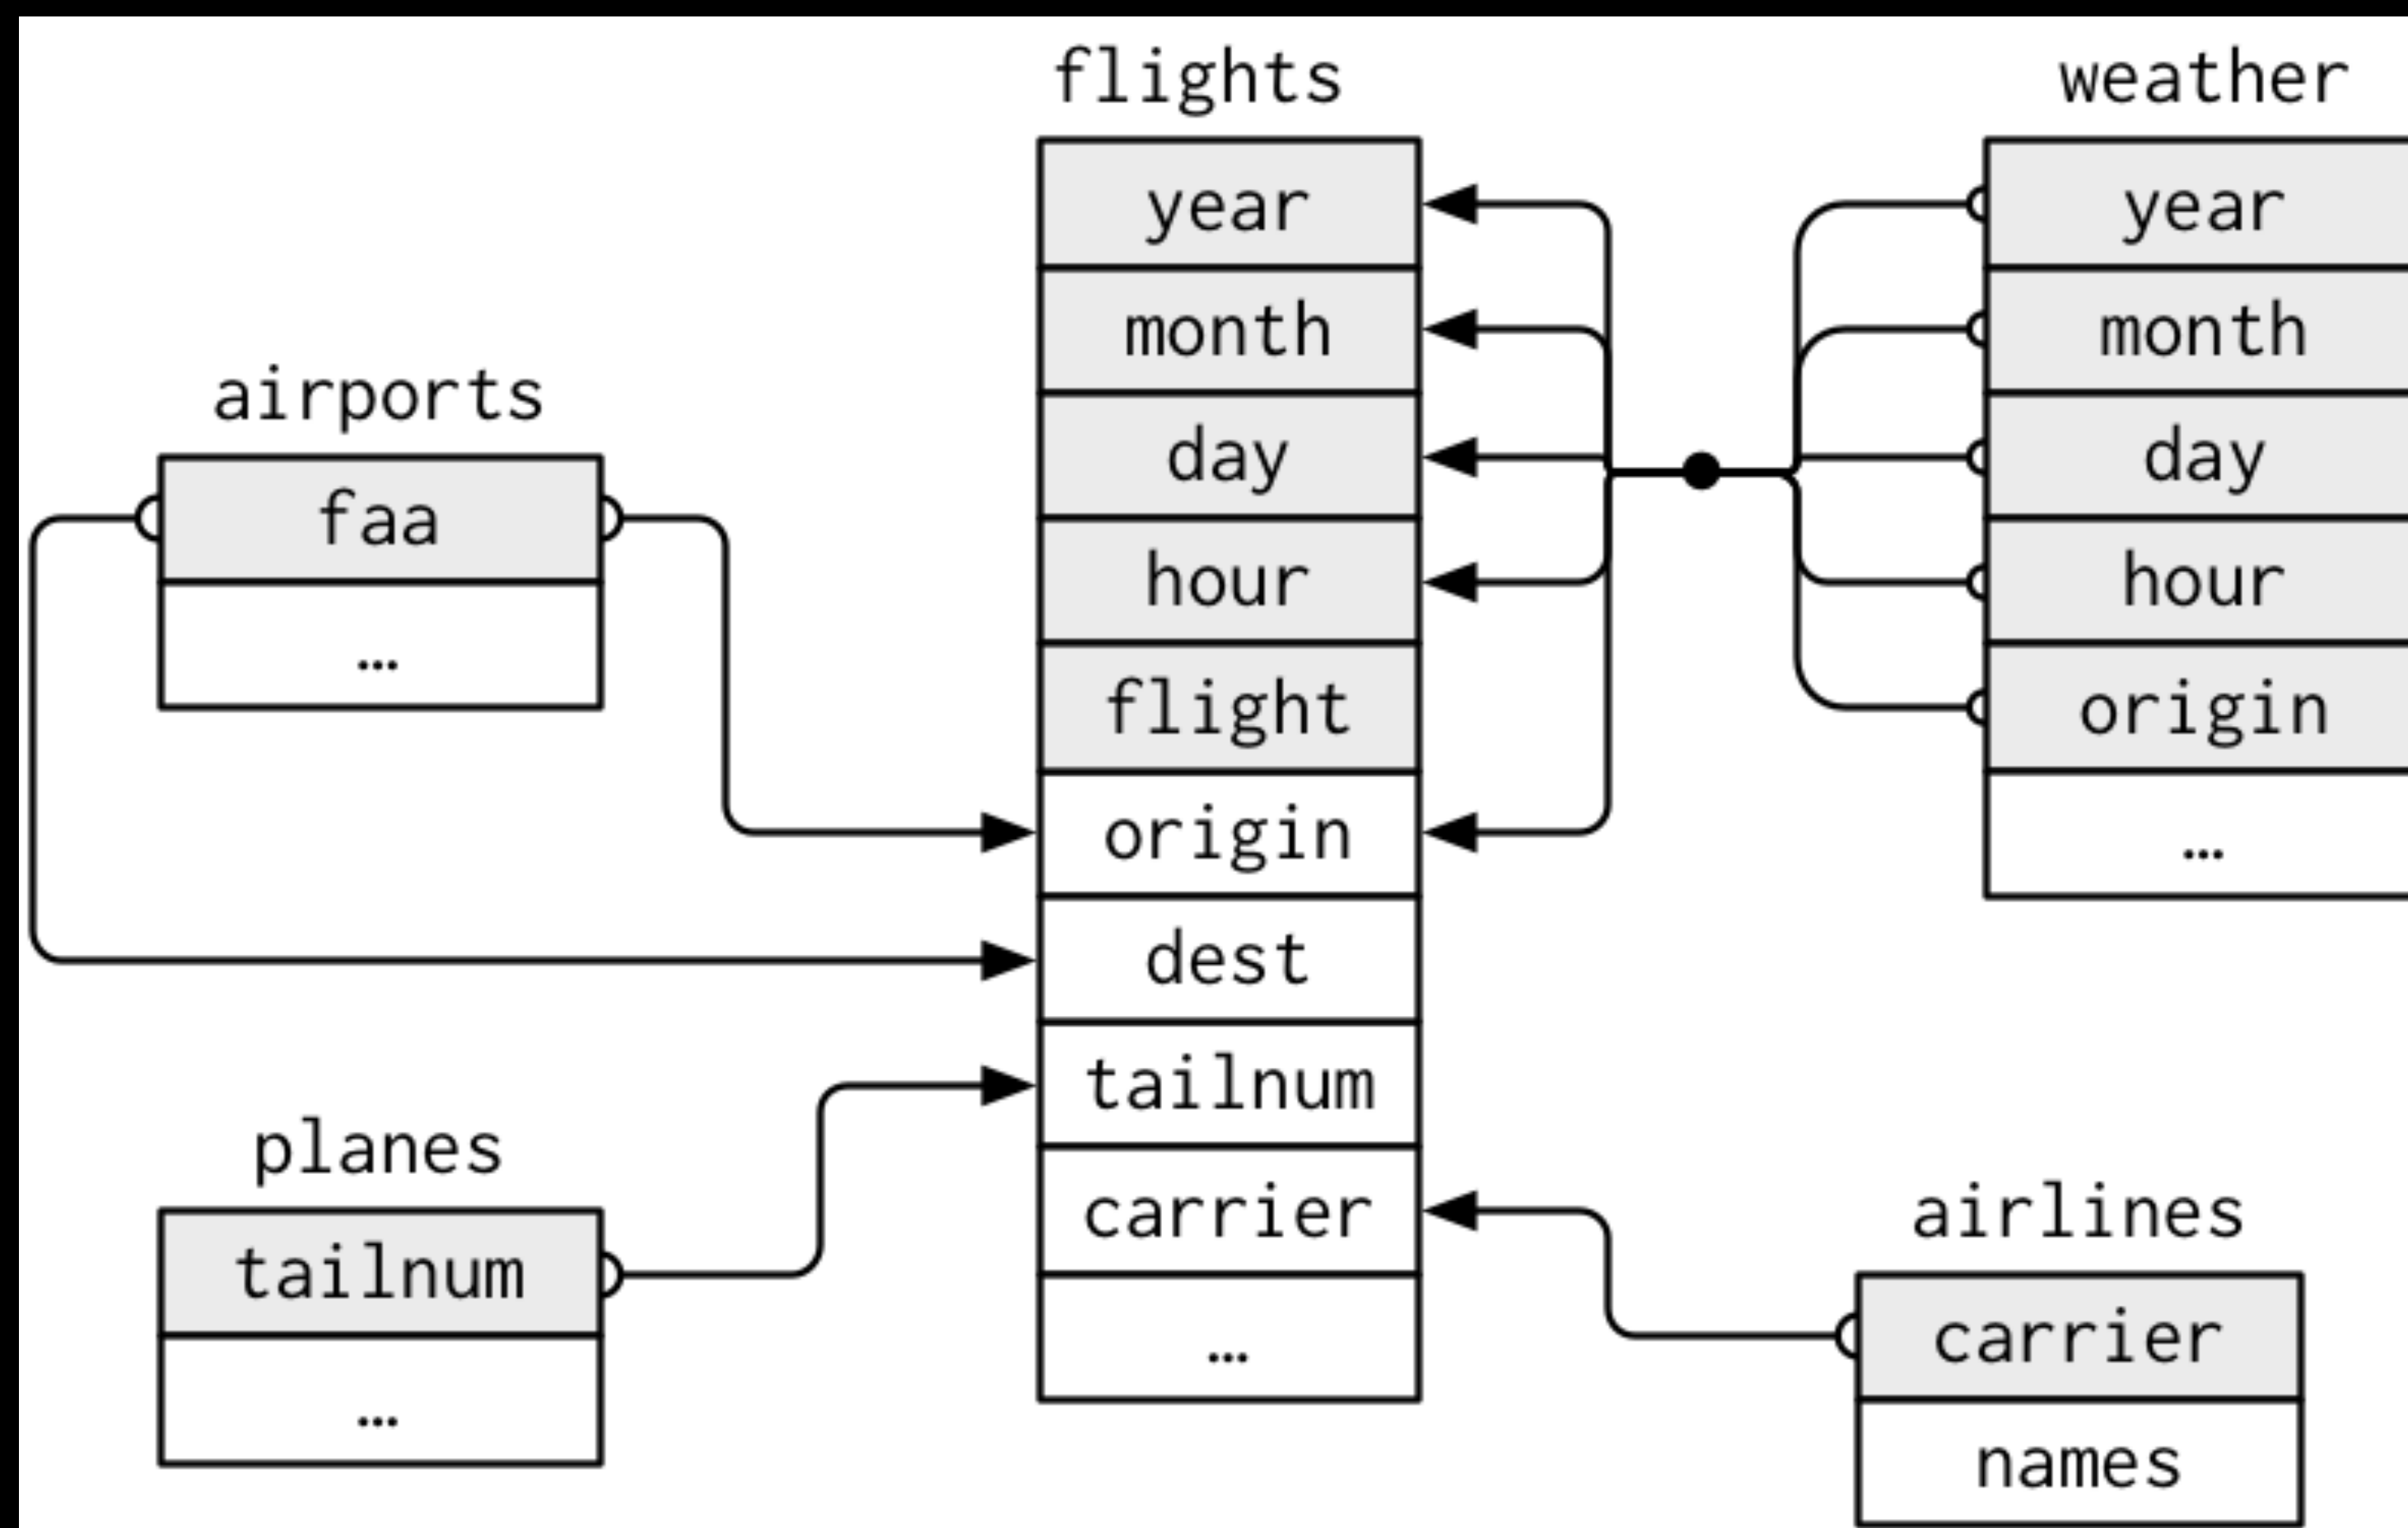 flights
year
month
day
hour
flight
origin
dest
tailnum
carrier
…
weather
year
month
day
hour
origin
…
airports
faa
…
planes
tailnum
…
airlines
carrier
names